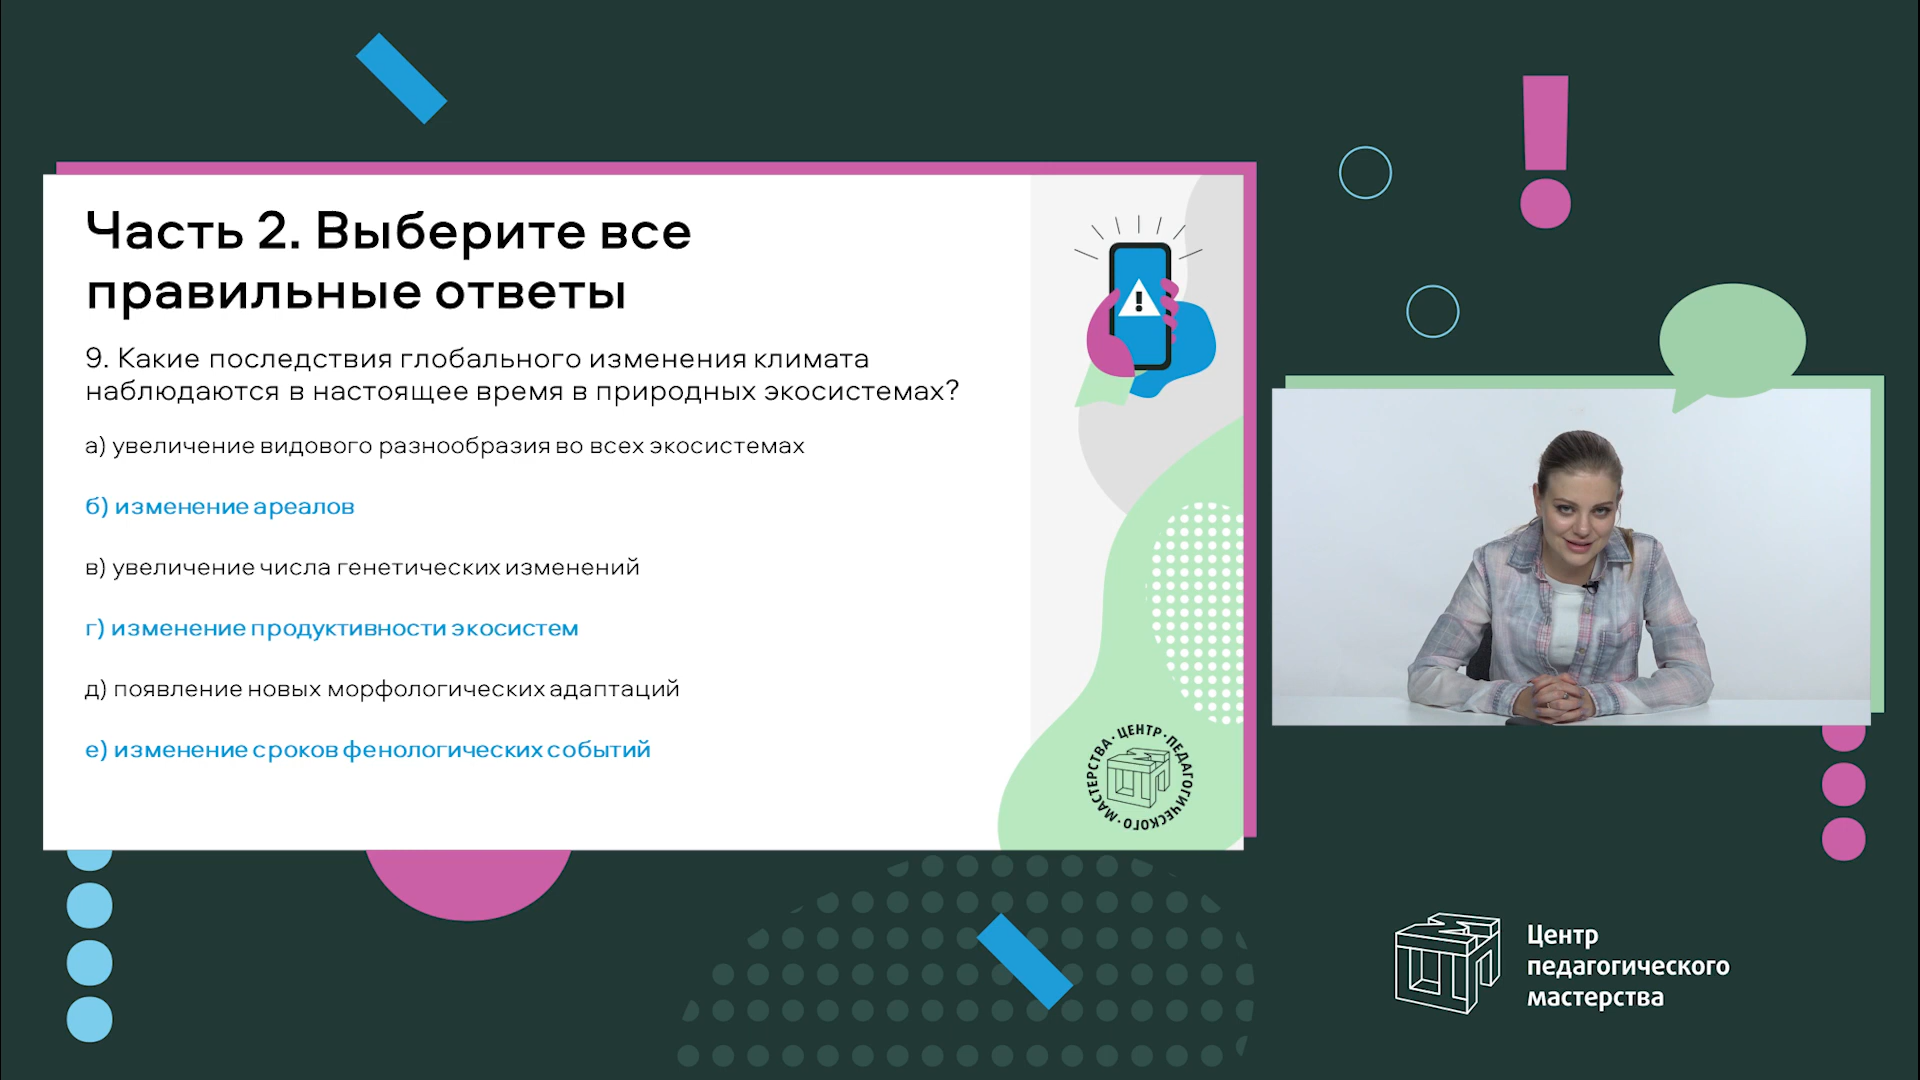 Часть 2. Выберите все
правильные ответы
9. Какие последствия глобального изменения климата
наблюдаются в настоящее время в природных экосистемах?
а) увеличение видового разнообразия во всех экосистемах
б) изменение ареалов
в) увеличение числа генетических изменений
г) изменение продуктивности экосистем
д) появление новых морфологических адаптаций
е) изменение сроков фенологических событий
!
ЦЕНТР·ПЕДАГОГИЧЕСКОГО·МАСТЕРСТВА·
Центр
педагогического
мастерства